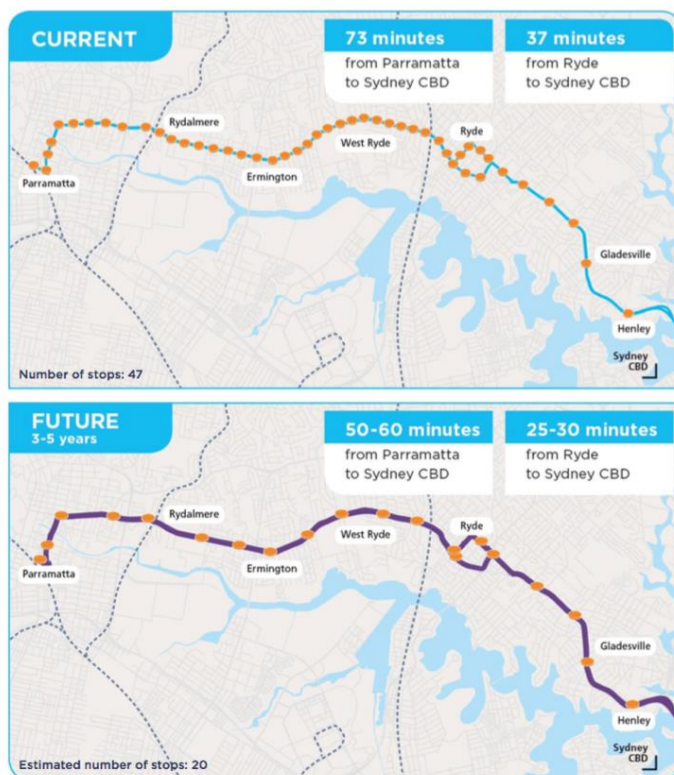 CURRENT
73 minutes
from Parramatta
to Sydney CBD
37 minutes
from Ryde
to Sydney CBD
Rydalmere
West Ryde
Ryde
Parramatta
Ermington
Gladesville
Henley
Sydney
CBD
Number of stops: 47
FUTURE
3-5 years
50-60 minutes
from Parramatta
to Sydney CBD
25-30 minutes
from Ryde
to Sydney CBD
Rydalmere
West Ryde
Ryde
Parramatta
Ermington
Gladesville
Henley
Sydney
CBD
Estimated number of stops: 20